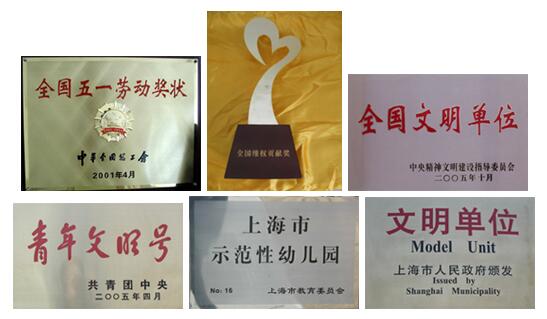 全国五一劳动奖状
中华全国总工会
2001年4月
全国维权贡献奖
全国文明单位
中央精神文明建设指导委员会
二〇〇五年十月
青年文明号
共青团中央
二〇〇五年四月
上海市
示范性幼儿园
No: 16
上海市教育委员会
文明单位
Model Unit
上海市人民政府颁发
Issued by
Shanghai Municipality